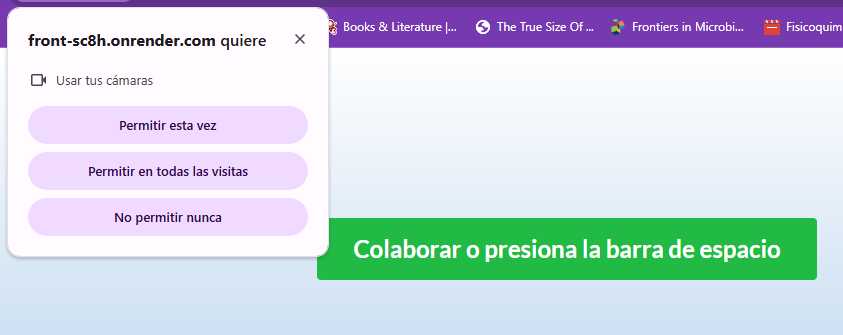 front-sc8h.onrender.com quiere
Usar tus cámaras
Permitir esta vez
Permitir en todas las visitas
No permitir nunca
Books & Literature |...
The True Size Of ...
Frontiers in Microbi...
Fisicoquim
Colaborar o presiona la barra de espacio